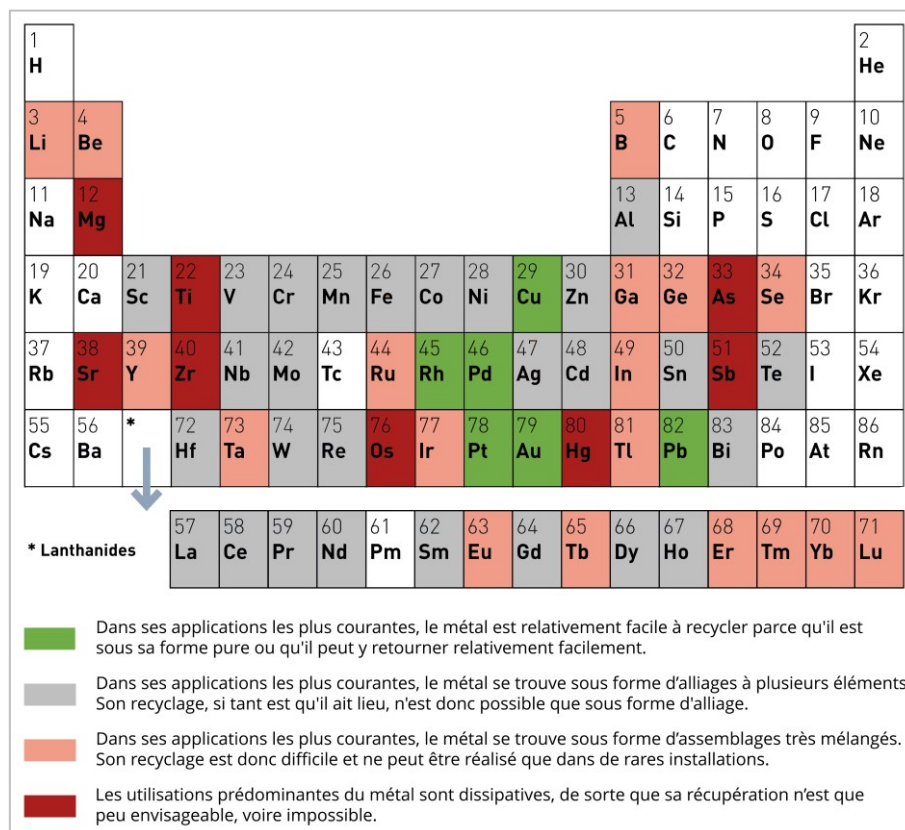 1 2
H He
3 4 5 6 7 8 9 10
Li Be B C N O F Ne
11 12 13 14 15 16 17 18
Na Mg Al Si P S Cl Ar
19 20 21 22 23 24 25 26 27 28 29 30 31 32 33 34 35 36
K Ca Sc Ti V Cr Mn Fe Co Ni Cu Zn Ga Ge As Se Br Kr
37 38 39 40 41 42 43 44 45 46 47 48 49 50 51 52 53 54
Rb Sr Y Zr Nb Mo Tc Ru Rh Pd Ag Cd In Sn Sb Te I Xe
55 56 * 72 73 74 75 76 77 78 79 80 81 82 83 84 85 86
Cs Ba Hf Ta W Re Os Ir Pt Au Hg Tl Pb Bi Po At Rn
57 58 59 60 61 62 63 64 65 66 67 68 69 70 71
* Lanthanides La Ce Pr Nd Pm Sm Eu Gd Tb Dy Ho Er Tm Yb Lu
Dans ses applications les plus courantes, le métal est relativement facile à recycler parce qu'il est
sous sa forme pure ou qu'il peut y retourner relativement facilement.
Dans ses applications les plus courantes, le métal se trouve sous forme d’alliages à plusieurs éléments
Son recyclage, si tant est qu'il ait lieu, n'est donc possible que sous forme d'alliage.
Dans ses applications les plus courantes, le métal se trouve sous forme d’assemblages très mélangés.
Son recyclage est donc difficile et ne peut être réalisé que dans de rares installations.
Les utilisations prédominantes du métal sont dissipatives, de sorte que sa récupération n’est que
peu envisageable, voire impossible.